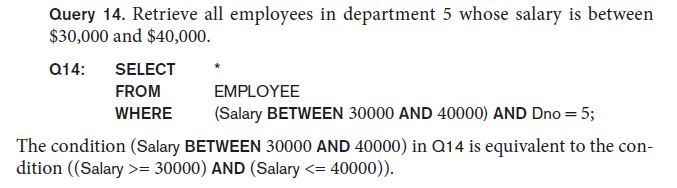 Query 14. Retrieve all employees in department 5 whose salary is between
$30,000 and $40,000.
Q14: SELECT *
FROM EMPLOYEE
WHERE (Salary BETWEEN 30000 AND 40000) AND Dno = 5;
The condition (Salary BETWEEN 30000 AND 40000) in Q14 is equivalent to the con-
dition ((Salary >= 30000) AND (Salary <= 40000)).